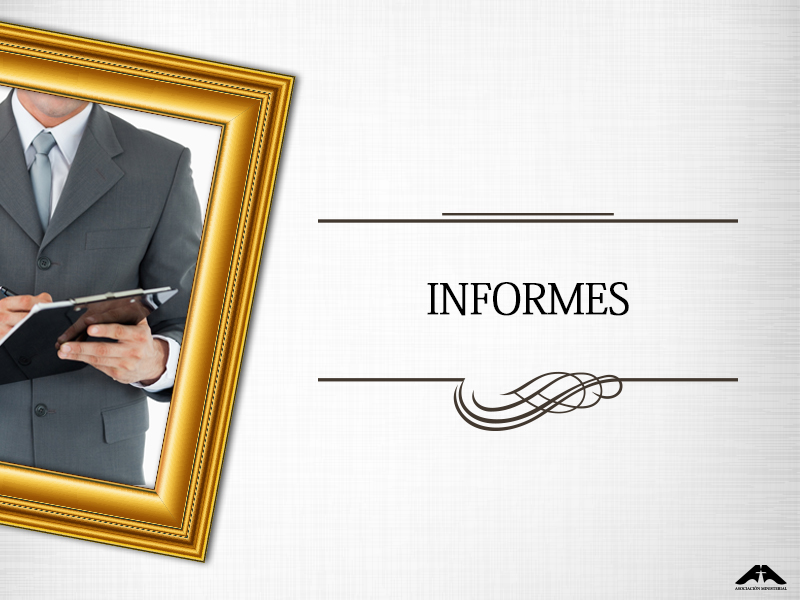 INFORMES
ASOCIACIÓN MINISTERIAL